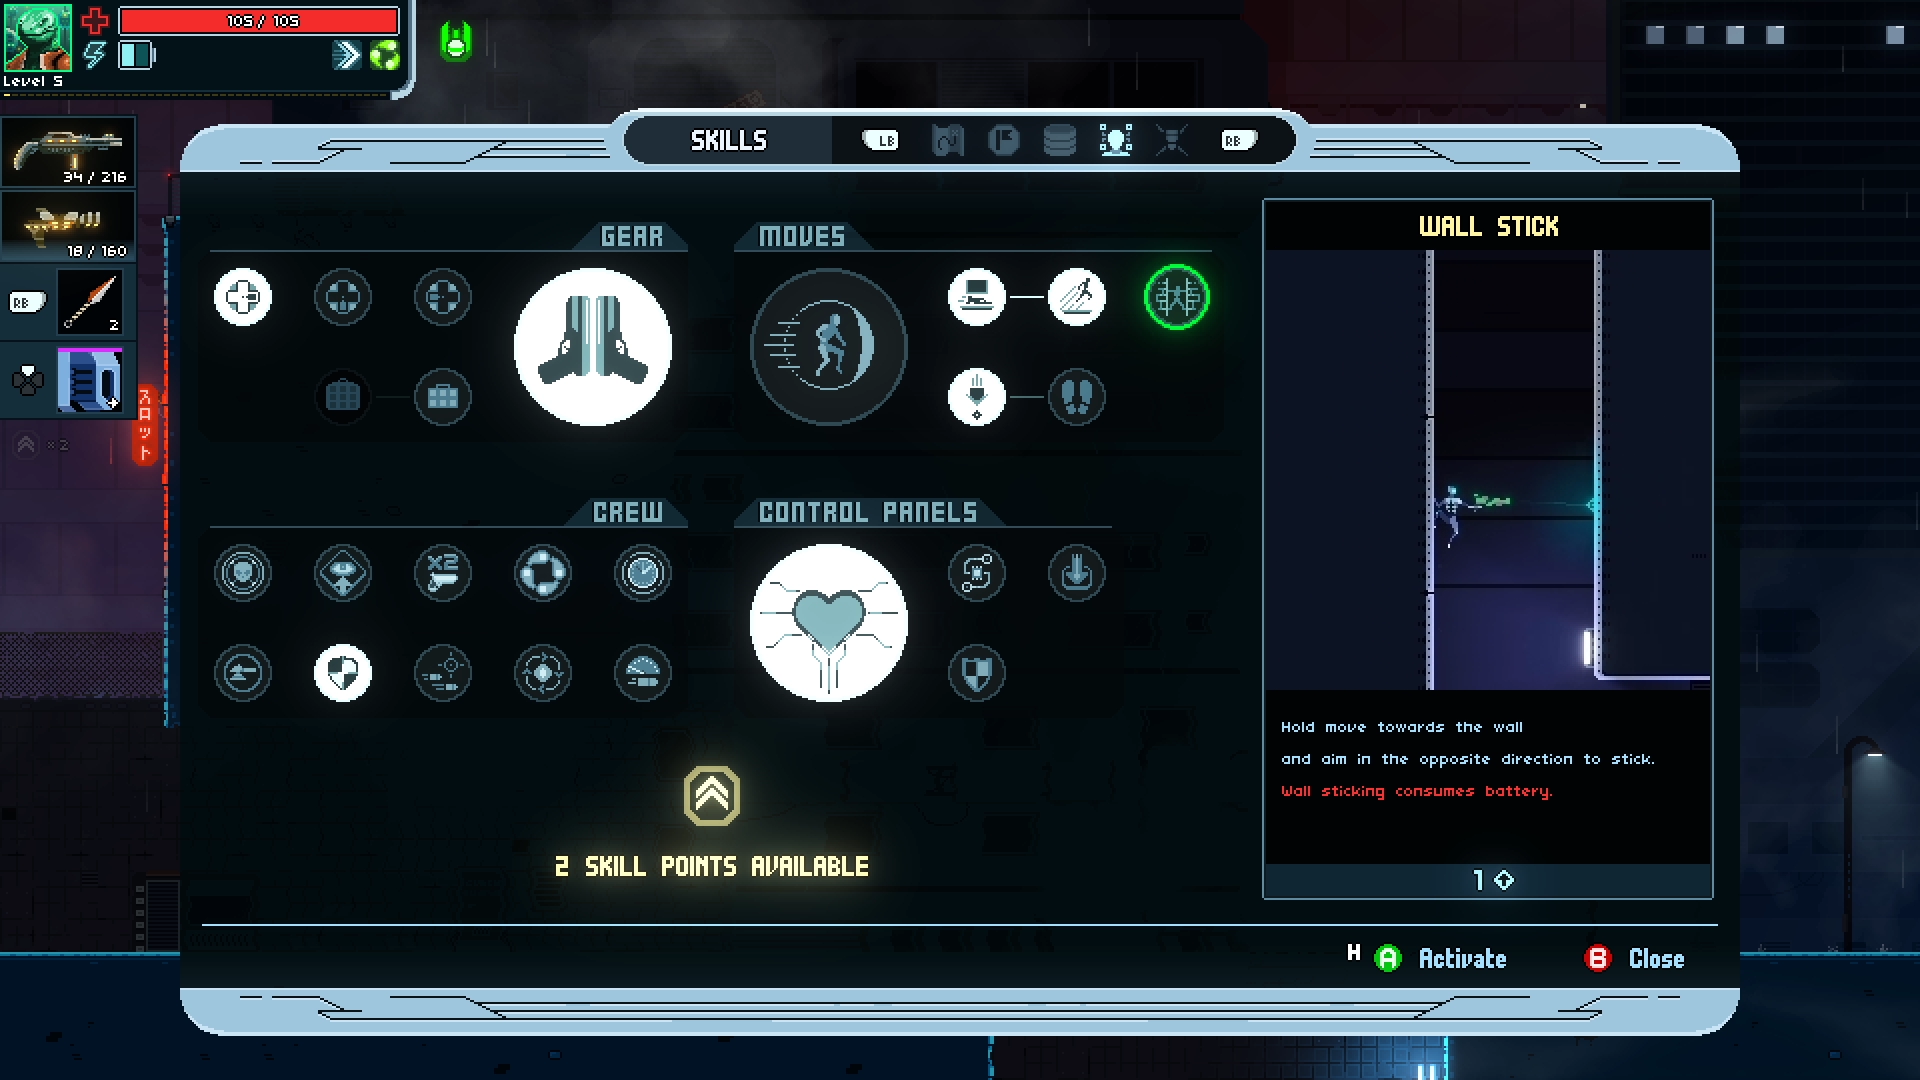 105 / 105
Level 5
SKILLS
LB
RB
34 / 216
18 / 160
RB
2
× 2
スロット
GEAR
MOVES
CREW
CONTROL PANELS
X2
WALL STICK
Hold move towards the wall
and aim in the opposite direction to stick.
Wall sticking consumes battery.
1
2 SKILL POINTS AVAILABLE
H A Activate
B Close